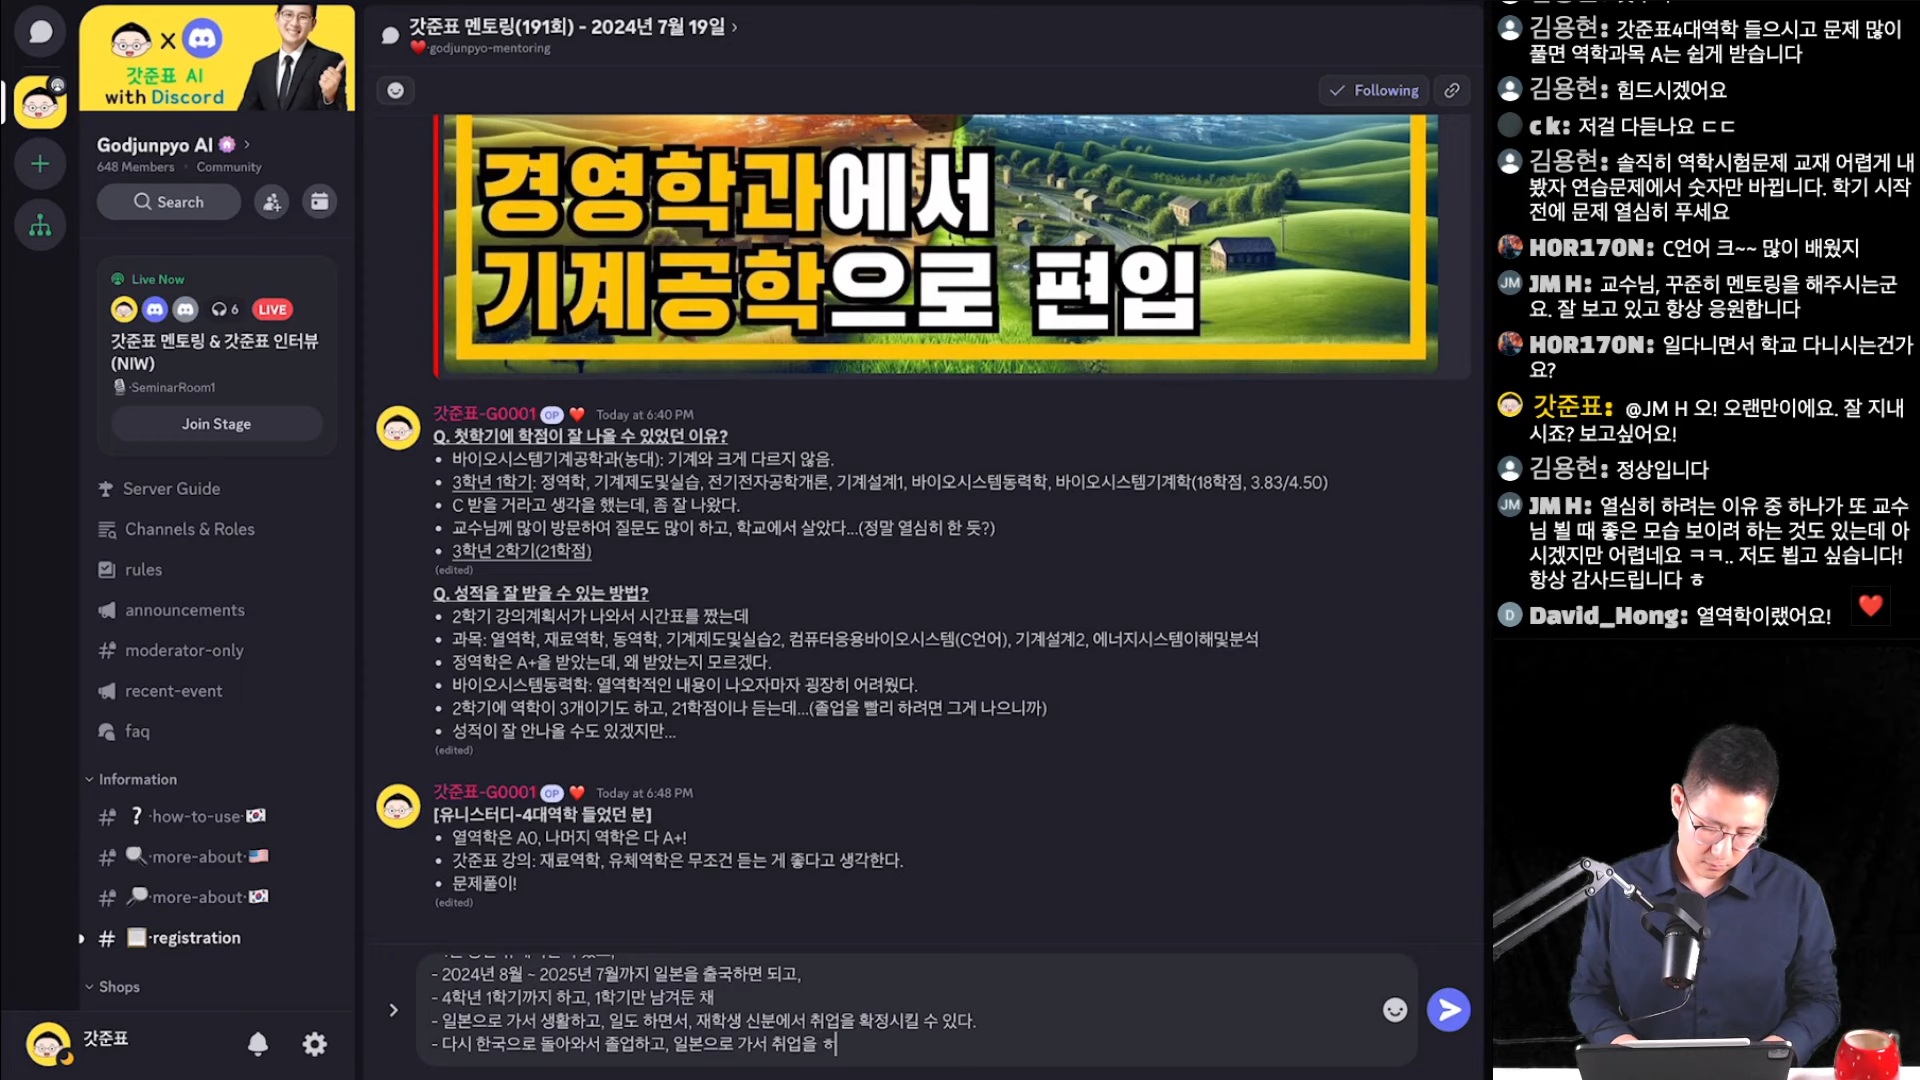 갓준표 AI
with Discord
Godjunpyo AI
648 Members • Community
Search
Live Now
6
LIVE
갓준표 멘토링 & 갓준표 인터뷰
(NIW)
SeminarRoom1
Join Stage
Server Guide
Channels & Roles
rules
announcements
moderator-only
recent-event
faq
Information
how-to-use
more-about
more-about
registration
Shops
갓준표
갓준표 멘토링(191회) - 2024년 7월 19일
godjunpyo-mentoring
Following
경영학과에서
기계공학으로 편입
갓준표-G0001 OP Today at 6:40 PM
Q. 첫학기에 학점이 잘 나올 수 있었던 이유?
• 바이오시스템기계공학과(농대): 기계와 크게 다르지 않음.
• 3학년 1학기: 정역학, 기계제도및실습, 전기전자공학개론, 기계설계1, 바이오시스템동력학, 바이오시스템기계학(18학점, 3.83/4.50)
• C 받을 거라고 생각을 했는데, 좀 잘 나왔다.
• 교수님께 많이 방문하여 질문도 많이 하고, 학교에서 살았다...(정말 열심히 한 듯?)
• 3학년 2학기(21학점)
(edited)
Q. 성적을 잘 받을 수 있는 방법?
• 2학기 강의계획서가 나와서 시간표를 짰는데
• 과목: 열역학, 재료역학, 동역학, 기계제도및실습2, 컴퓨터응용바이오시스템(C언어), 기계설계2, 에너지시스템이해및분석
• 정역학은 A+을 받았는데, 왜 받았는지 모르겠다.
• 바이오시스템동력학: 열역학적인 내용이 나오자마자 굉장히 어려웠다.
• 2학기에 역학이 3개이기도 하고, 21학점이나 듣는데...(졸업을 빨리 하려면 그게 나으니까)
• 성적이 잘 안나올 수도 있겠지만...
(edited)
갓준표-G0001 OP Today at 6:48 PM
[유니스터디-4대역학 들었던 분]
• 열역학은 A0, 나머지 역학은 다 A+!
• 갓준표 강의: 재료역학, 유체역학은 무조건 듣는 게 좋다고 생각한다.
• 문제풀이!
(edited)
- 2024년 8월 ~ 2025년 7월까지 일본을 출국하면 되고,
- 4학년 1학기까지 하고, 1학기만 남겨둔 채
- 일본으로 가서 생활하고, 일도 하면서, 재학생 신분에서 취업을 확정시킬 수 있다.
- 다시 한국으로 돌아와서 졸업하고, 일본으로 가서 취업을 ㅎ
김용현: 갓준표4대역학 들으시고 문제 많이
풀면 역학과목 A는 쉽게 받습니다
김용현: 힘드시겠어요
c k: 저걸 다듣나요 ㄷㄷ
김용현: 솔직히 역학시험문제 교재 어렵게 내
봤자 연습문제에서 숫자만 바뀝니다. 학기 시작
전에 문제 열심히 푸세요
H0R170N: C언어 크~~ 많이 배웠지
JM H: 교수님, 꾸준히 멘토링을 해주시는군
요. 잘 보고 있고 항상 응원합니다
H0R170N: 일다니면서 학교 다니시는건가
요?
갓준표: @JM H 오! 오랜만이에요. 잘 지내
시죠? 보고싶어요!
김용현: 정상입니다
JM H: 열심히 하려는 이유 중 하나가 또 교수
님 뵐 때 좋은 모습 보이려 하는 것도 있는데 아
시겠지만 어렵네요 ㅋㅋ.. 저도 뵙고 싶습니다!
항상 감사드립니다 ㅎ
David_Hong: 열역학이랬어요!